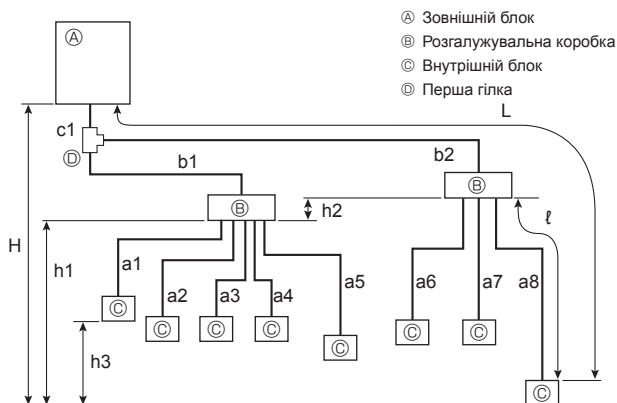 Ⓐ Зовнішній блок
Ⓑ Розгалужувальна коробка
Ⓒ Внутрішній блок
Ⓓ Перша гілка
Ⓐ
L
c1
Ⓓ
b1
b2
Ⓑ
Ⓑ
h2
ℓ
H
h1
a1
a2
a3
a4
a5
a6
a7
a8
Ⓒ
Ⓒ
Ⓒ
Ⓒ
Ⓒ
Ⓒ
Ⓒ
h3
Ⓒ